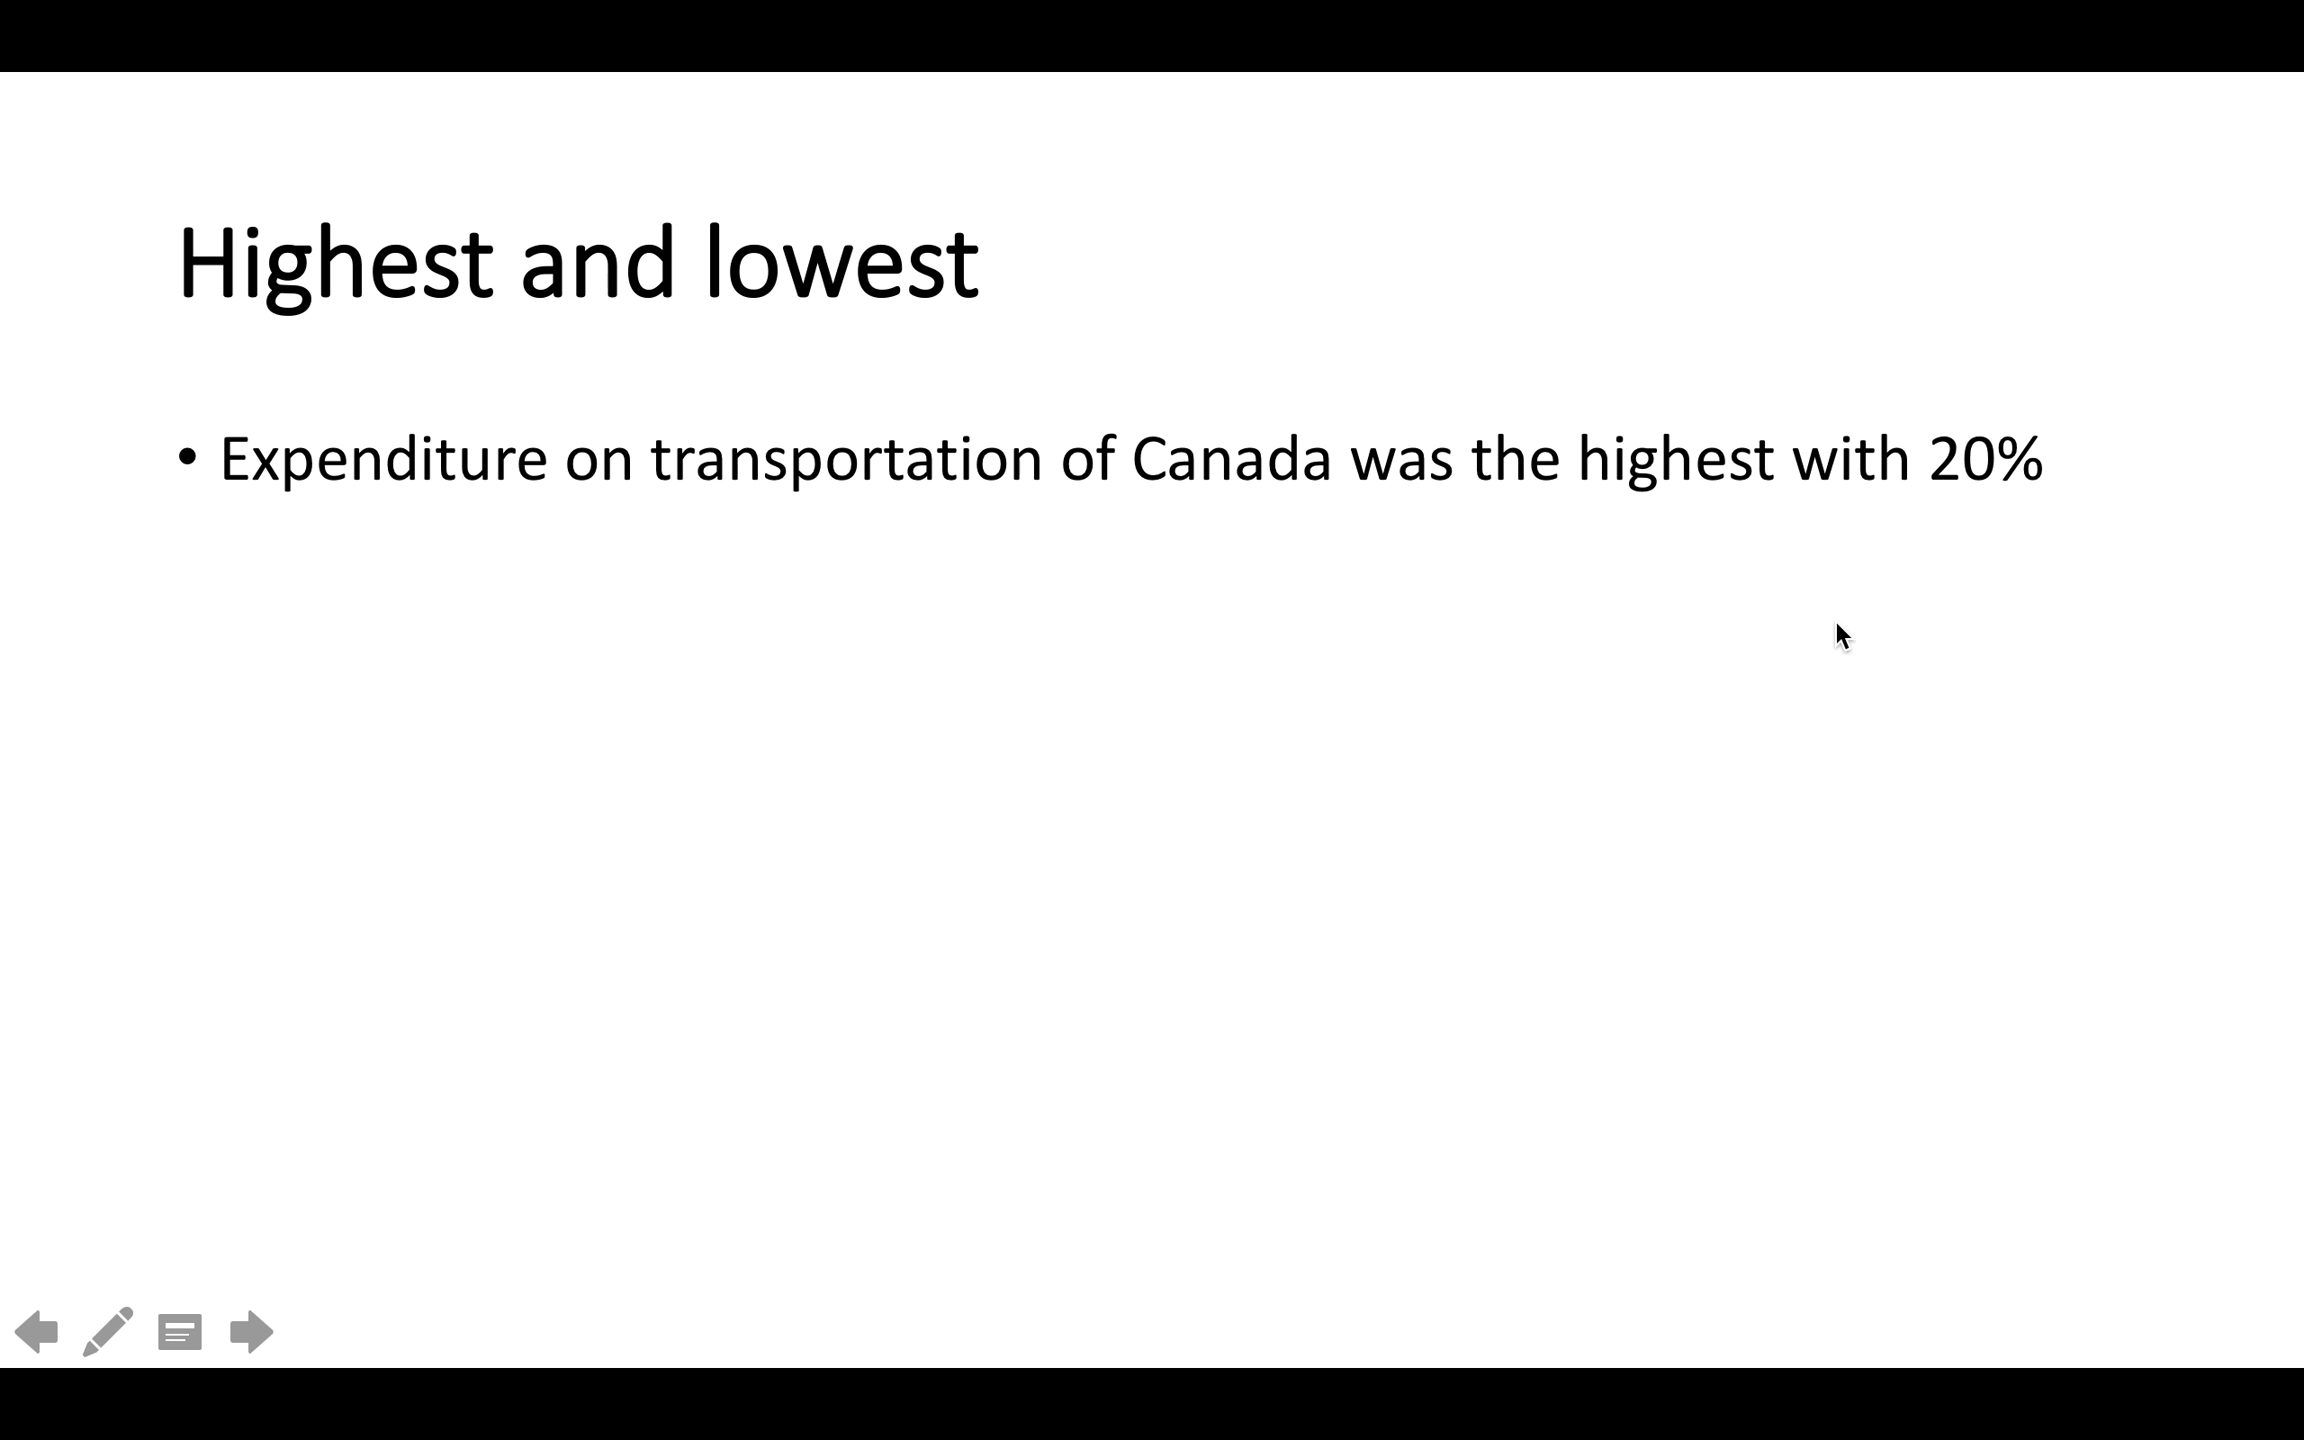 Highest and lowest
• Expenditure on transportation of Canada was the highest with 20%